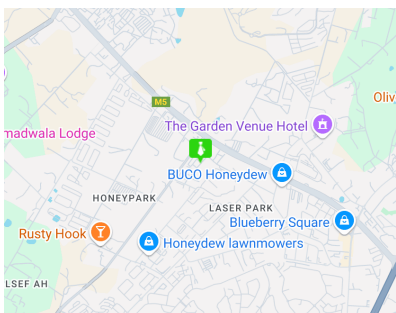 M5
Olivi
The Garden Venue Hotel
madwala Lodge
BUCO Honeydew
HONEYPARK
LASER PARK
Blueberry Square
Rusty Hook
Honeydew lawnmowers
LSEF AH